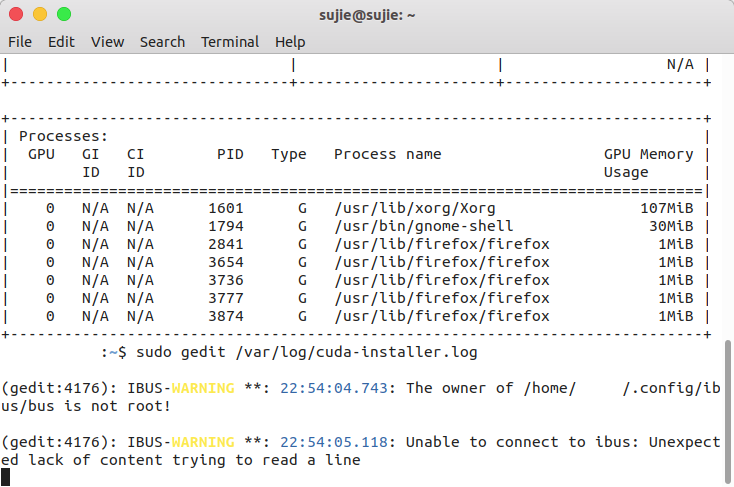 sujie@sujie: ~
File Edit View Search Terminal Help
|                               |                      |                  N/A |
+-------------------------------+----------------------+----------------------+

+-----------------------------------------------------------------------------+
| Processes:                                                                  |
|  GPU   GI   CI        PID   Type   Process name                  GPU Memory |
|        ID   ID                                                   Usage      |
|=============================================================================|
|    0   N/A  N/A      1601      G   /usr/lib/xorg/Xorg                107MiB |
|    0   N/A  N/A      1794      G   /usr/bin/gnome-shell               30MiB |
|    0   N/A  N/A      2841      G   /usr/lib/firefox/firefox            1MiB |
|    0   N/A  N/A      3654      G   /usr/lib/firefox/firefox            1MiB |
|    0   N/A  N/A      3736      G   /usr/lib/firefox/firefox            1MiB |
|    0   N/A  N/A      3777      G   /usr/lib/firefox/firefox            1MiB |
|    0   N/A  N/A      3874      G   /usr/lib/firefox/firefox            1MiB |
+-----------------------------------------------------------------------------+
:~$ sudo gedit /var/log/cuda-installer.log

(gedit:4176): IBUS-WARNING **: 22:54:04.743: The owner of /home/     /.config/ib
us/bus is not root!

(gedit:4176): IBUS-WARNING **: 22:54:05.118: Unable to connect to ibus: Unexpect
ed lack of content trying to read a line